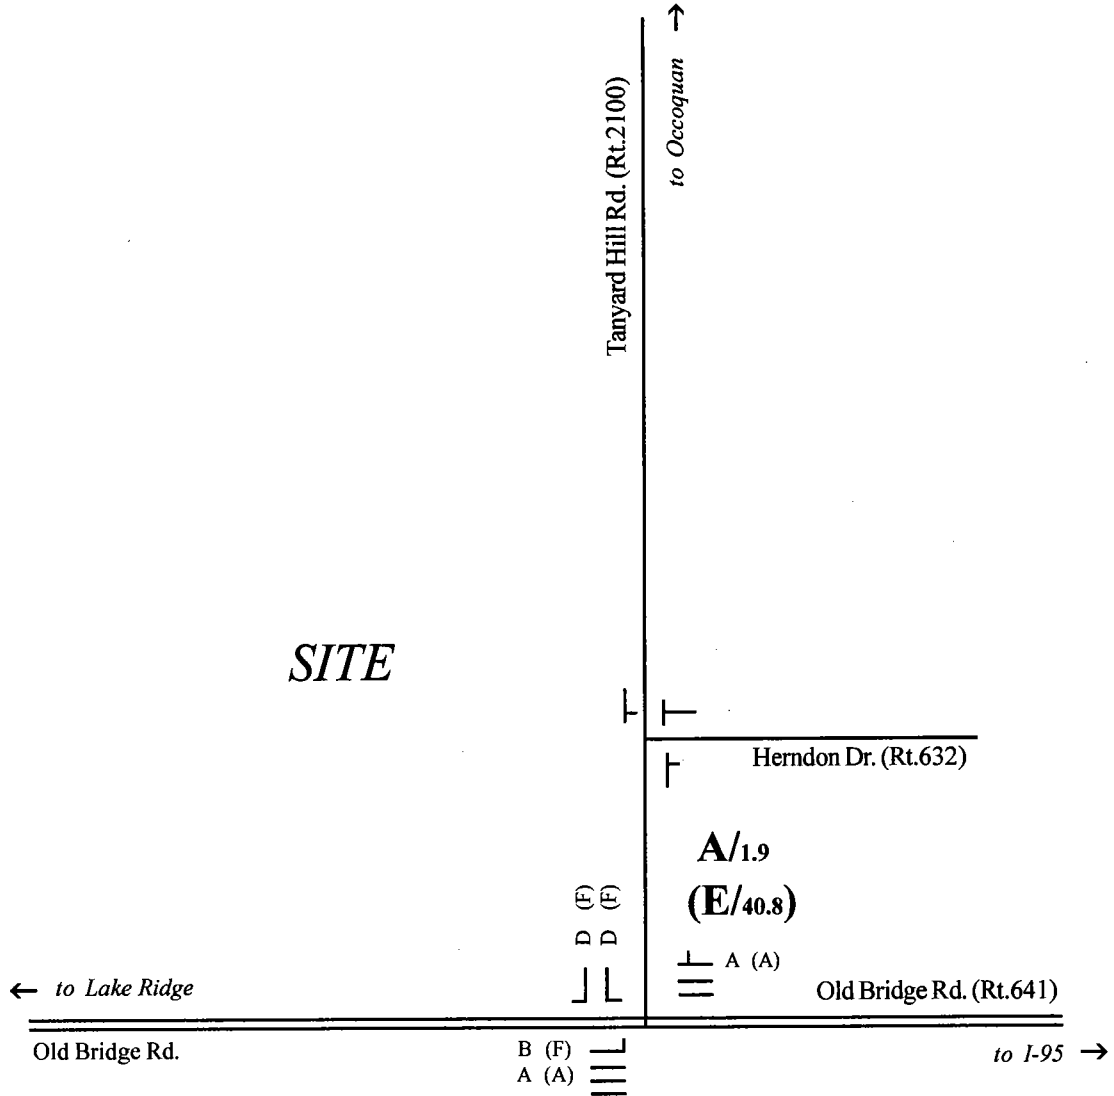 to Occoquan
Tanyard Hill Rd. (Rt.2100)
SITE
Herndon Dr. (Rt.632)
A/1.9
(E/40.8)
D (F)
D (F)
A (A)
← to Lake Ridge
Old Bridge Rd. (Rt.641)
Old Bridge Rd.
B (F)
A (A)
to I-95 →